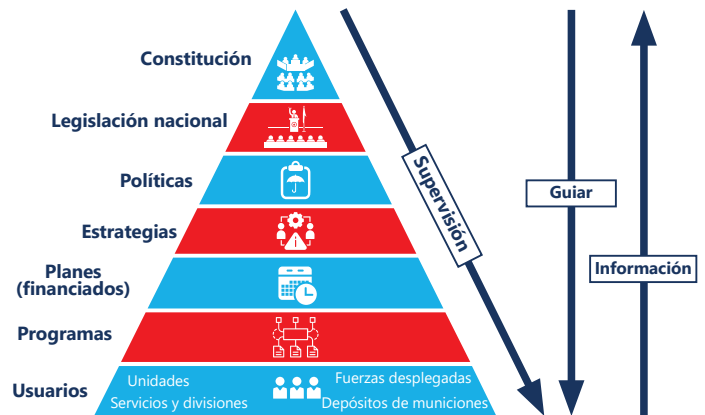 Constitución
Legislación nacional
Políticas
Estrategias
Planes
(financiados)
Programas
Usuarios
Unidades
Servicios y divisiones
Fuerzas desplegadas
Depósitos de municiones
Supervisión
Guiar
Información